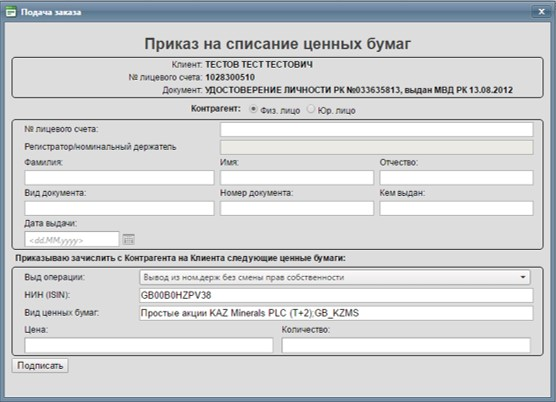 Подача заказа
Приказ на списание ценных бумаг
Клиент: ТЕСТОВ ТЕСТ ТЕСТОВИЧ
№ лицевого счета: 1028300510
Документ: УДОСТОВЕРЕНИЕ ЛИЧНОСТИ РК №033635813, выдан МВД РК 13.08.2012
Контрагент: Физ. лицо Юр. лицо
№ лицевого счета:
Регистратор/номинальный держатель
Фамилия: Имя: Отчество:
Вид документа: Номер документа: Кем выдан:
Дата выдачи:
<dd.MM.yyyy>
Приказываю зачислить с Контрагента на Клиента следующие ценные бумаги:
Выд операции: Вывод из ном.держ без смены прав собственности
НИН (ISIN): GB00B0HZPV38
Вид ценных бумаг: Простые акции KAZ Minerals PLC (T+2):GB_KZMS
Цена: Количество:
Подписать